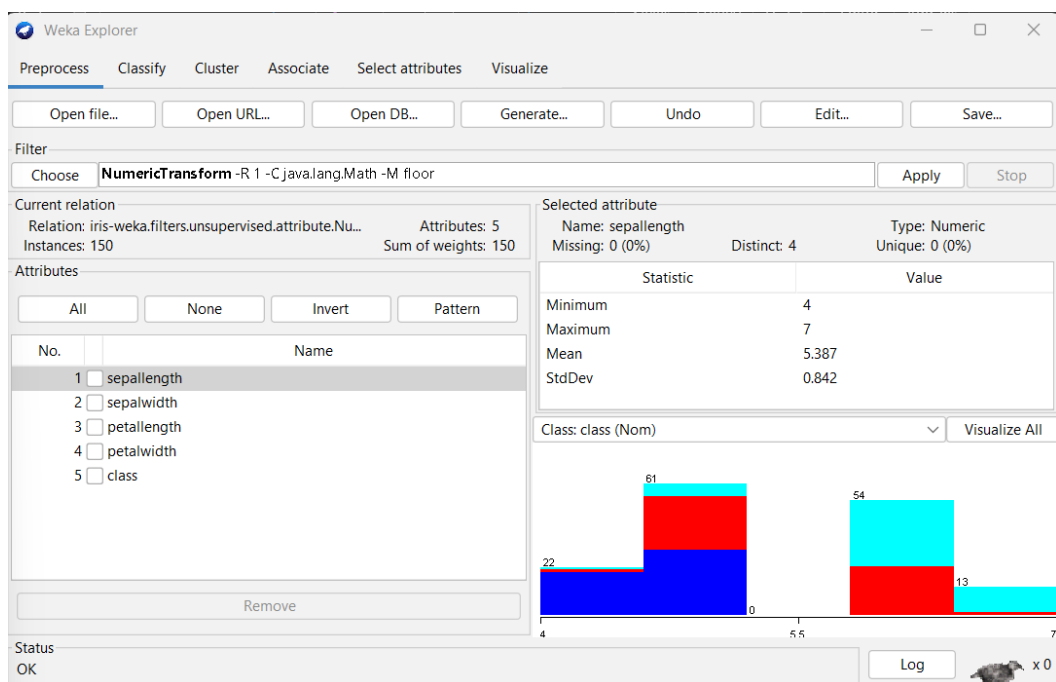 Weka Explorer
Preprocess Classify Cluster Associate Select attributes Visualize
Open file... Open URL... Open DB... Generate... Undo Edit... Save...
Filter
Choose NumericTransform -R 1 -C java.lang.Math -M floor Apply Stop
Current relation
Relation: iris-weka.filters.unsupervised.attribute.Nu... Attributes: 5
Instances: 150 Sum of weights: 150
Attributes
All None Invert Pattern
No. Name
1 sepallength
2 sepalwidth
3 petallength
4 petalwidth
5 class
Remove
Selected attribute
Name: sepallength Type: Numeric
Missing: 0 (0%) Distinct: 4 Unique: 0 (0%)
Statistic Value
Minimum 4
Maximum 7
Mean 5.387
StdDev 0.842
Class: class (Nom) Visualize All
61
54
22
13
0
4 5.5 7
Status
OK Log x 0